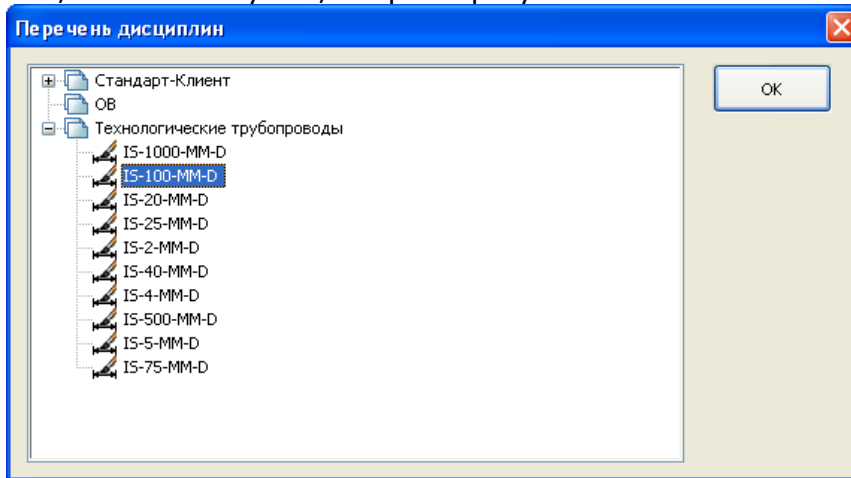 Перечень дисциплин
Стандарт-Клиент
ОК
ОВ
Технологические трубопроводы
IS-1000-MM-D
IS-100-MM-D
IS-20-MM-D
IS-25-MM-D
IS-2-MM-D
IS-40-MM-D
IS-4-MM-D
IS-500-MM-D
IS-5-MM-D
IS-75-MM-D